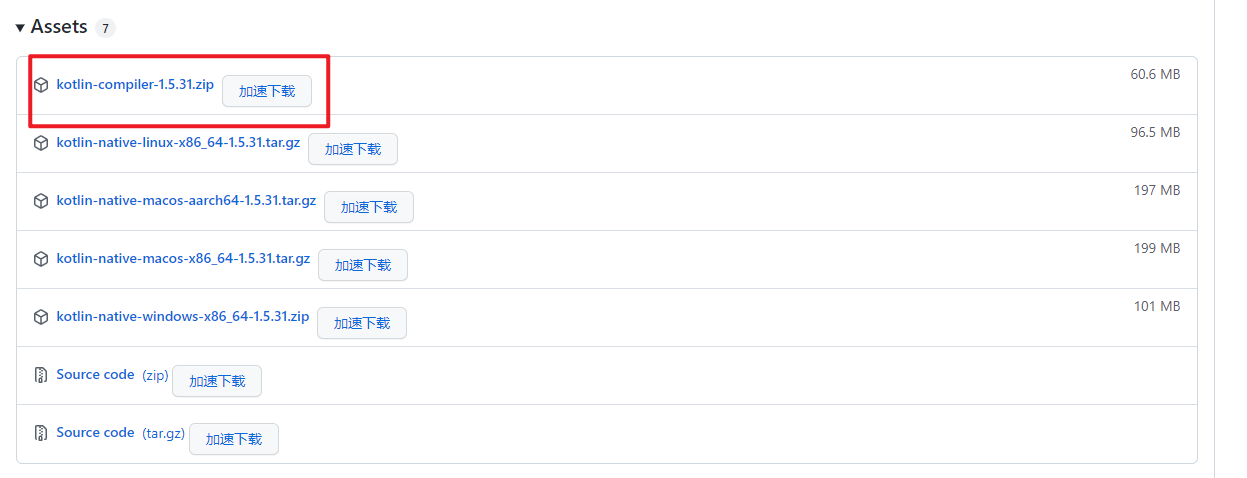 Assets 7
kotlin-compiler-1.5.31.zip 加速下载 60.6 MB
kotlin-native-linux-x86_64-1.5.31.tar.gz 加速下载 96.5 MB
kotlin-native-macos-aarch64-1.5.31.tar.gz 加速下载 197 MB
kotlin-native-macos-x86_64-1.5.31.tar.gz 加速下载 199 MB
kotlin-native-windows-x86_64-1.5.31.zip 加速下载 101 MB
Source code (zip) 加速下载
Source code (tar.gz) 加速下载